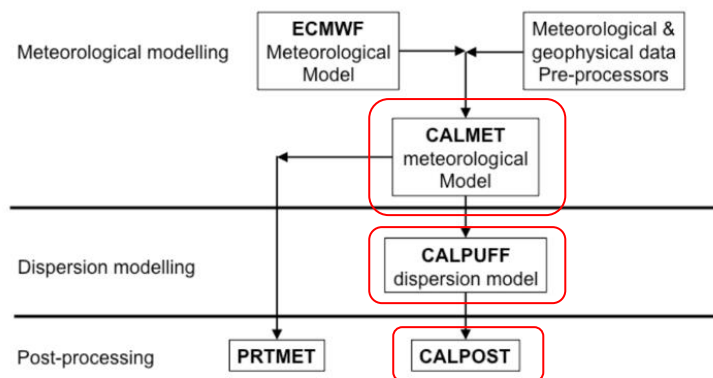 Meteorological modelling
ECMWF
Meteorological
Model
Meteorological &
geophysical data
Pre-processors
CALMET
meteorological
Model
Dispersion modelling
CALPUFF
dispersion model
Post-processing
PRTMET
CALPOST